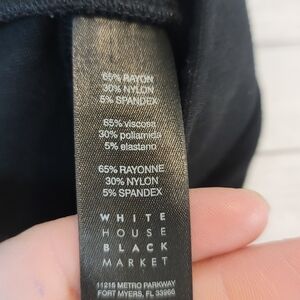 65% RAYON
30% NYLON
5% SPANDEX
65% viscosa
30% poliamida
5% elastano
65% RAYONNE
30% NYLON
5% SPANDEX
WHITE
HOUSE
BLACK
MARKET
11215 METRO PARKWAY
FORT MYERS, FL 33966